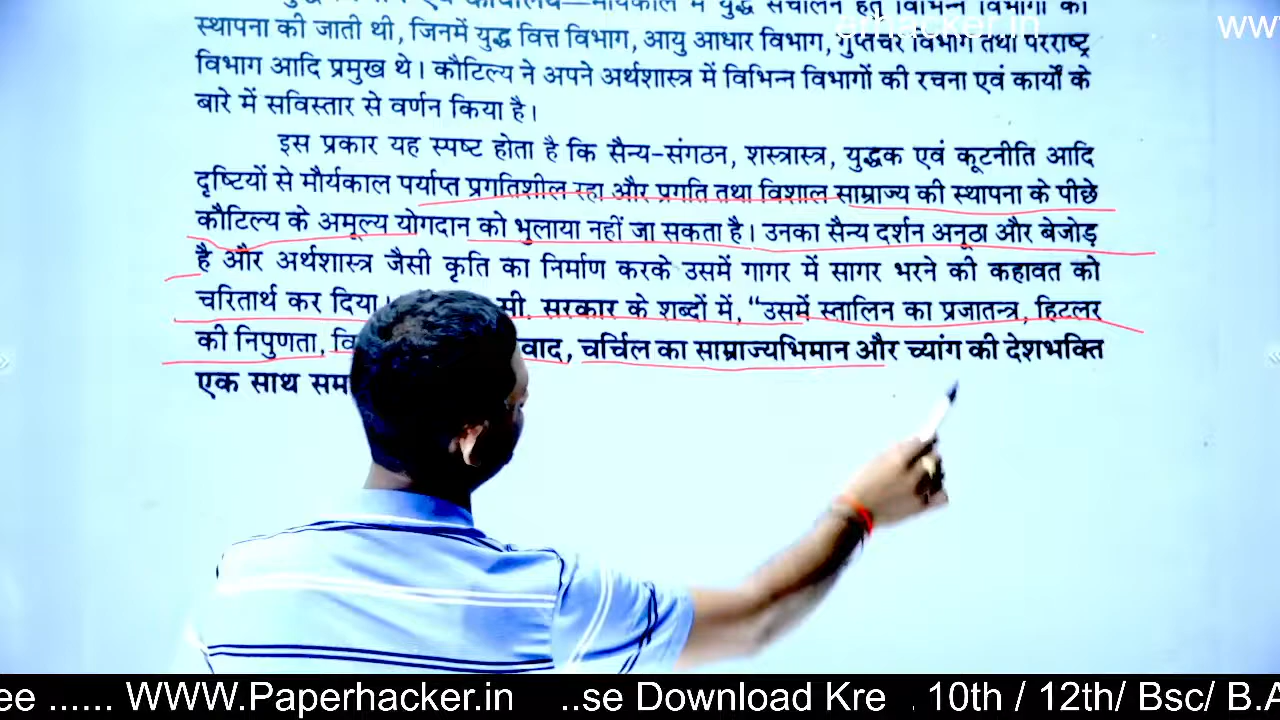 erhacker.in
ww
स्थापना की जाती थी, जिनमें युद्ध वित्त विभाग, आयु आधार विभाग, गुप्तचर विभाग तथा परराष्ट्र
विभाग आदि प्रमुख थे। कौटिल्य ने अपने अर्थशास्त्र में विभिन्न विभागों की रचना एवं कार्यों के
बारे में सविस्तार से वर्णन किया है।
इस प्रकार यह स्पष्ट होता है कि सैन्य-संगठन, शस्त्रास्त्र, युद्धक एवं कूटनीति आदि
दृष्टियों से मौर्यकाल पर्याप्त प्रगतिशील रहा और प्रगति तथा विशाल साम्राज्य की स्थापना के पीछे
कौटिल्य के अमूल्य योगदान को भुलाया नहीं जा सकता है। उनका सैन्य दर्शन अनूठा और बेजोड़
है और अर्थशास्त्र जैसी कृति का निर्माण करके उसमें गागर में सागर भरने की कहावत को
चरितार्थ कर दिया। सी. सरकार के शब्दों में, “उसमें स्तालिन का प्रजातन्त्र, हिटलर
की निपुणता, वाद, चर्चिल का साम्राज्यभिमान और च्यांग की देशभक्ति
एक साथ
ee ...... WWW.Paperhacker.in ..se Download Kre . 10th / 12th/ Bsc/ B.A